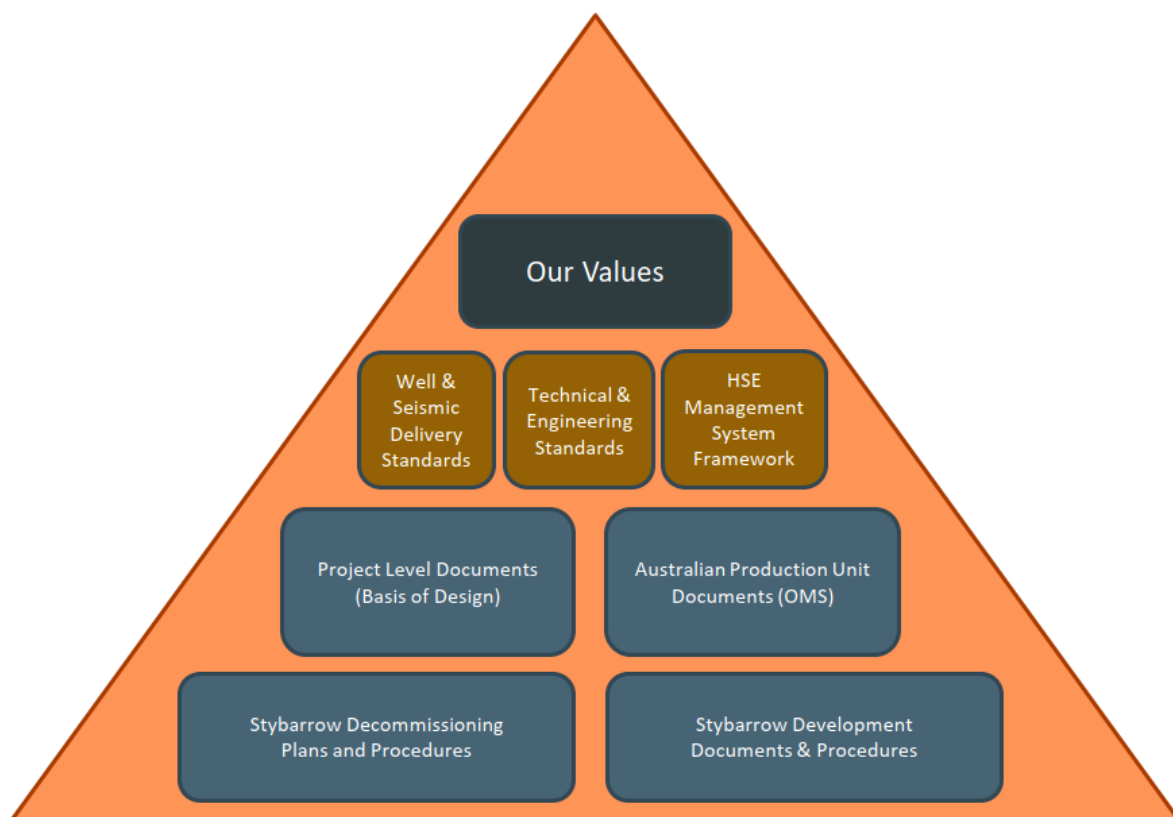 Our Values
Well &
Seismic
Delivery
Standards
Technical &
Engineering
Standards
HSE
Management
System
Framework
Project Level Documents
(Basis of Design)
Australian Production Unit
Documents (OMS)
Stybarrow Decommissioning
Plans and Procedures
Stybarrow Development
Documents & Procedures